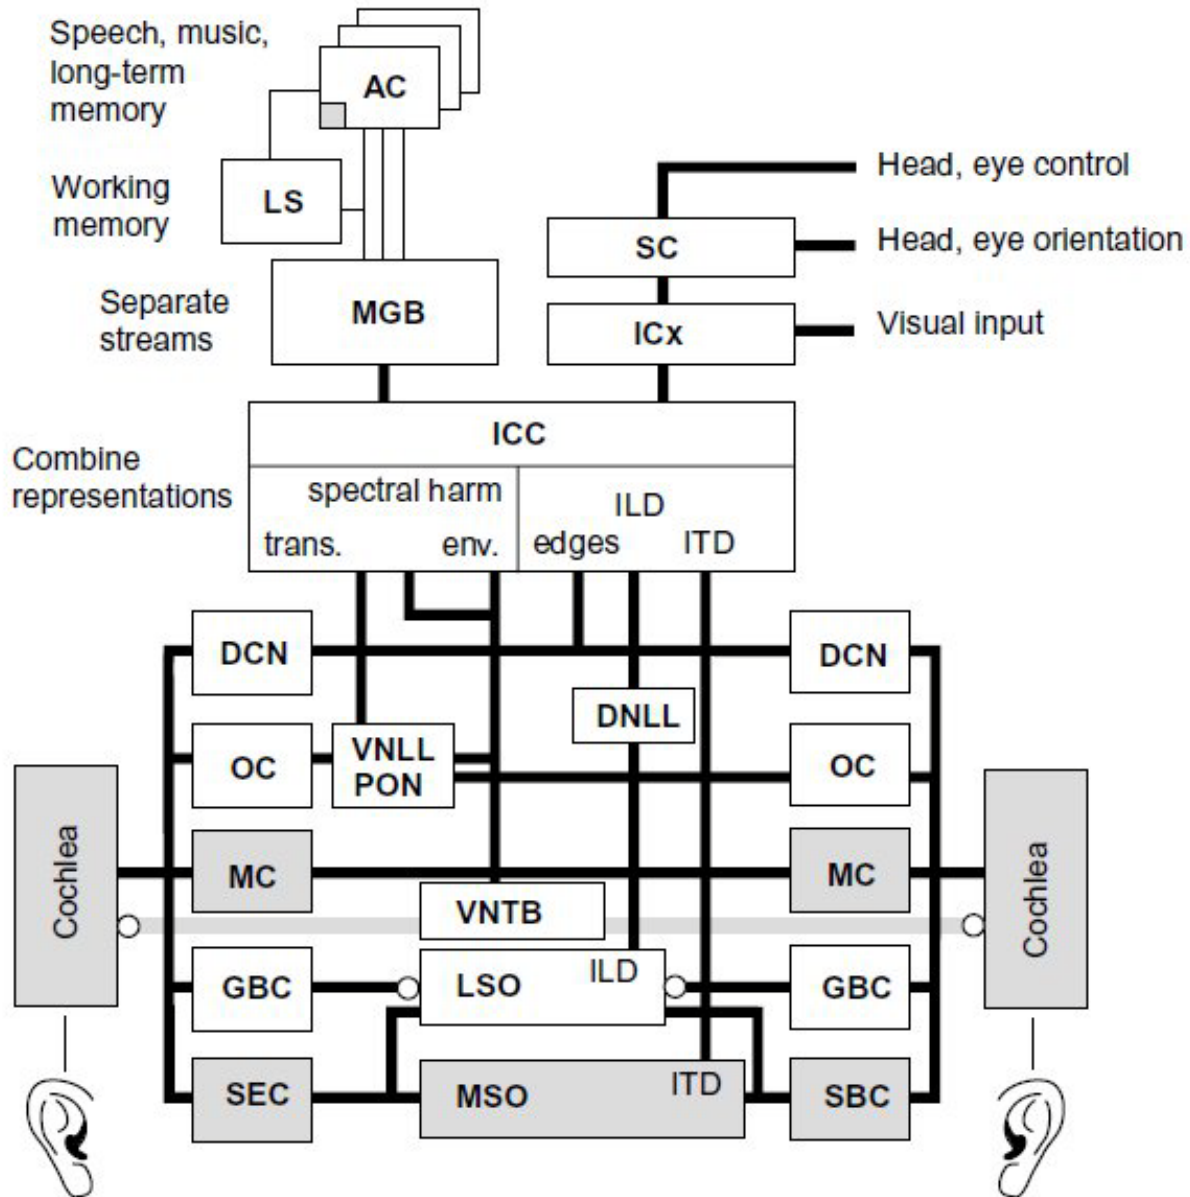 Speech, music,
long-term
memory
AC
Working
memory
LS
Head, eye control
SC
Head, eye orientation
Separate
streams
MGB
ICx
Visual input
ICC
Combine
representations
spectral harm
ILD
trans.
env.
edges
ITD
DCN
DCN
DNLL
OC
VNLL
PON
OC
Cochlea
MC
MC
Cochlea
VNTB
GBC
LSO
ILD
GBC
SEC
MSO
ITD
SBC